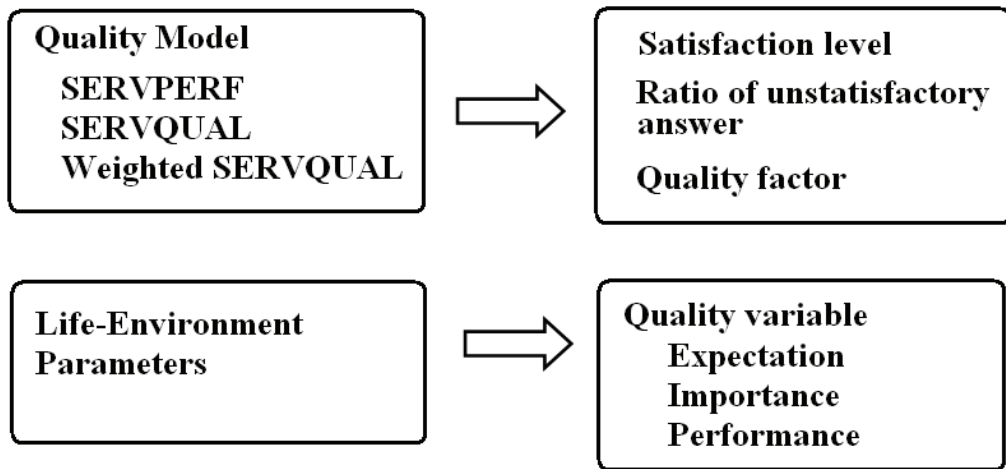 Quality Model
SERVPERF
SERVQUAL
Weighted SERVQUAL
Satisfaction level
Ratio of unstatisfactory
answer
Quality factor
Life-Environment
Parameters
Quality variable
Expectation
Importance
Performance